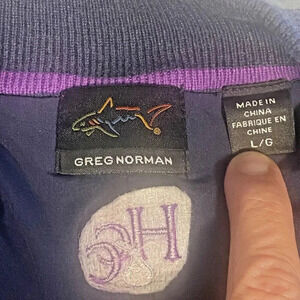 GREG NORMAN
MADE IN
CHINA
FABRIQUE EN
CHINE
L/G